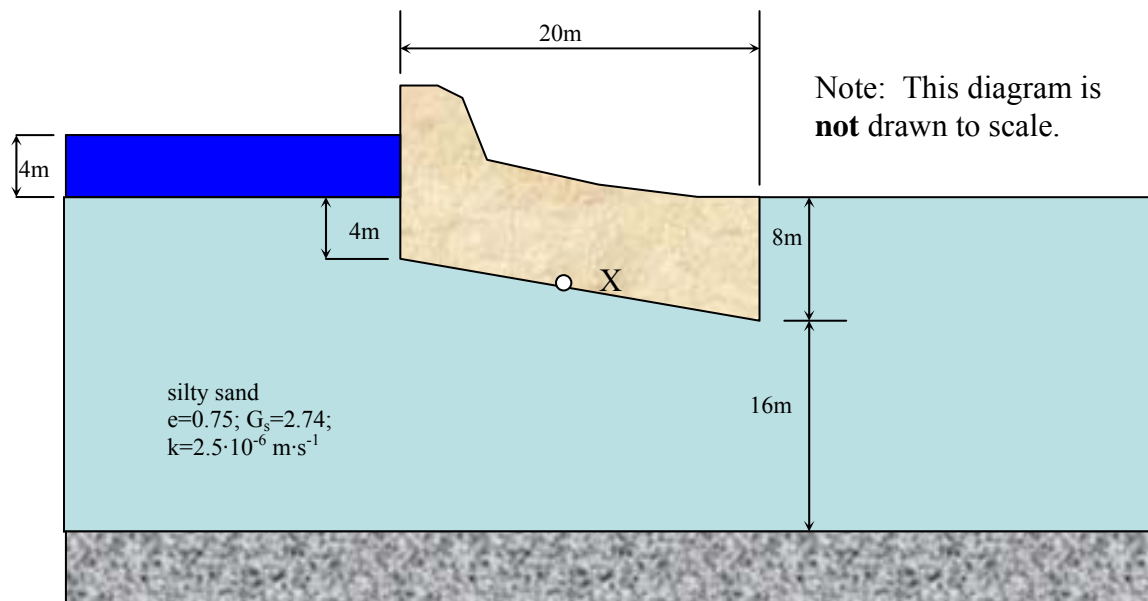 20m
Note: This diagram is
not drawn to scale.
4m
4m
8m
X
16m
silty sand
e=0.75; Gₛ=2.74;
k=2.5·10⁻⁶ m·s⁻¹